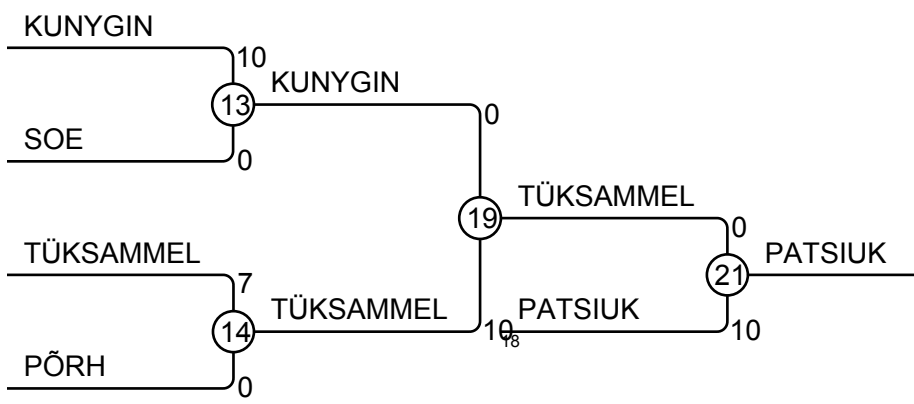 KUNYGIN
10
13
KUNYGIN
0
SOE
0
19
TÜKSAMMEL
0
TÜKSAMMEL
7
21
PATSIUK
14
TÜKSAMMEL
10
18
PATSIUK
10
PÕRH
0